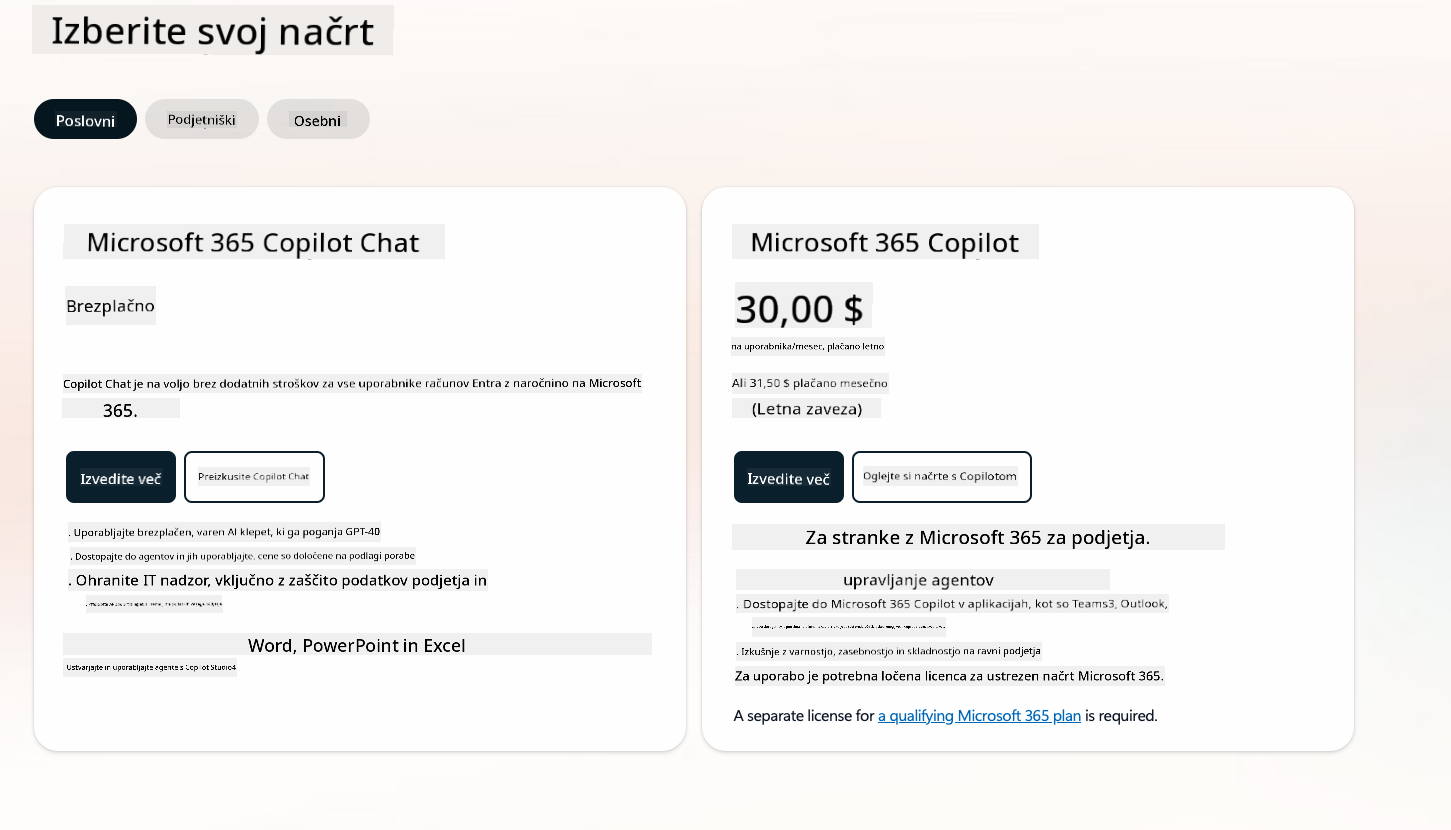 Izberite svoj načrt
Poslovni
Podjetniški
Osebni
Microsoft 365 Copilot Chat
Brezplačno
Copilot Chat je na voljo brez dodatnih stroškov za vse uporabnike računov Entra z naročnino na Microsoft
365.
Izvedite več
Preizkusite Copilot Chat
. Uporabljajte brezplačen, varen AI klepet, ki ga poganja GPT-40
. Dostopajte do agentov in jih uporabljajte, cene so določene na podlagi porabe
. Ohranite IT nadzor, vključno z zaščito podatkov podjetja in
Word, PowerPoint in Excel
Ustvarjajte in uporabljajte agente s Copilot Studio4
Microsoft 365 Copilot
30,00 $
na uporabnika/mesec, plačano letno
Ali 31,50 $ plačano mesečno
(Letna zaveza)
Izvedite več
Oglejte si načrte s Copilotom
Za stranke z Microsoft 365 za podjetja.
upravljanje agentov
. Dostopajte do Microsoft 365 Copilot v aplikacijah, kot so Teams3, Outlook,
. Izkušnje z varnostjo, zasebnostjo in skladnostjo na ravni podjetja
Za uporabo je potrebna ločena licenca za ustrezen načrt Microsoft 365.
A separate license for a qualifying Microsoft 365 plan is required.